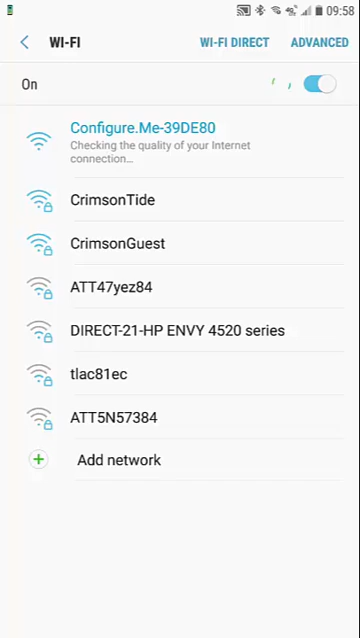 09:58
WI-FI WI-FI DIRECT ADVANCED
On
Configure.Me-39DE80
Checking the quality of your Internet
connection...
CrimsonTide
CrimsonGuest
ATT47yez84
DIRECT-21-HP ENVY 4520 series
tlac81ec
ATT5N57384
Add network